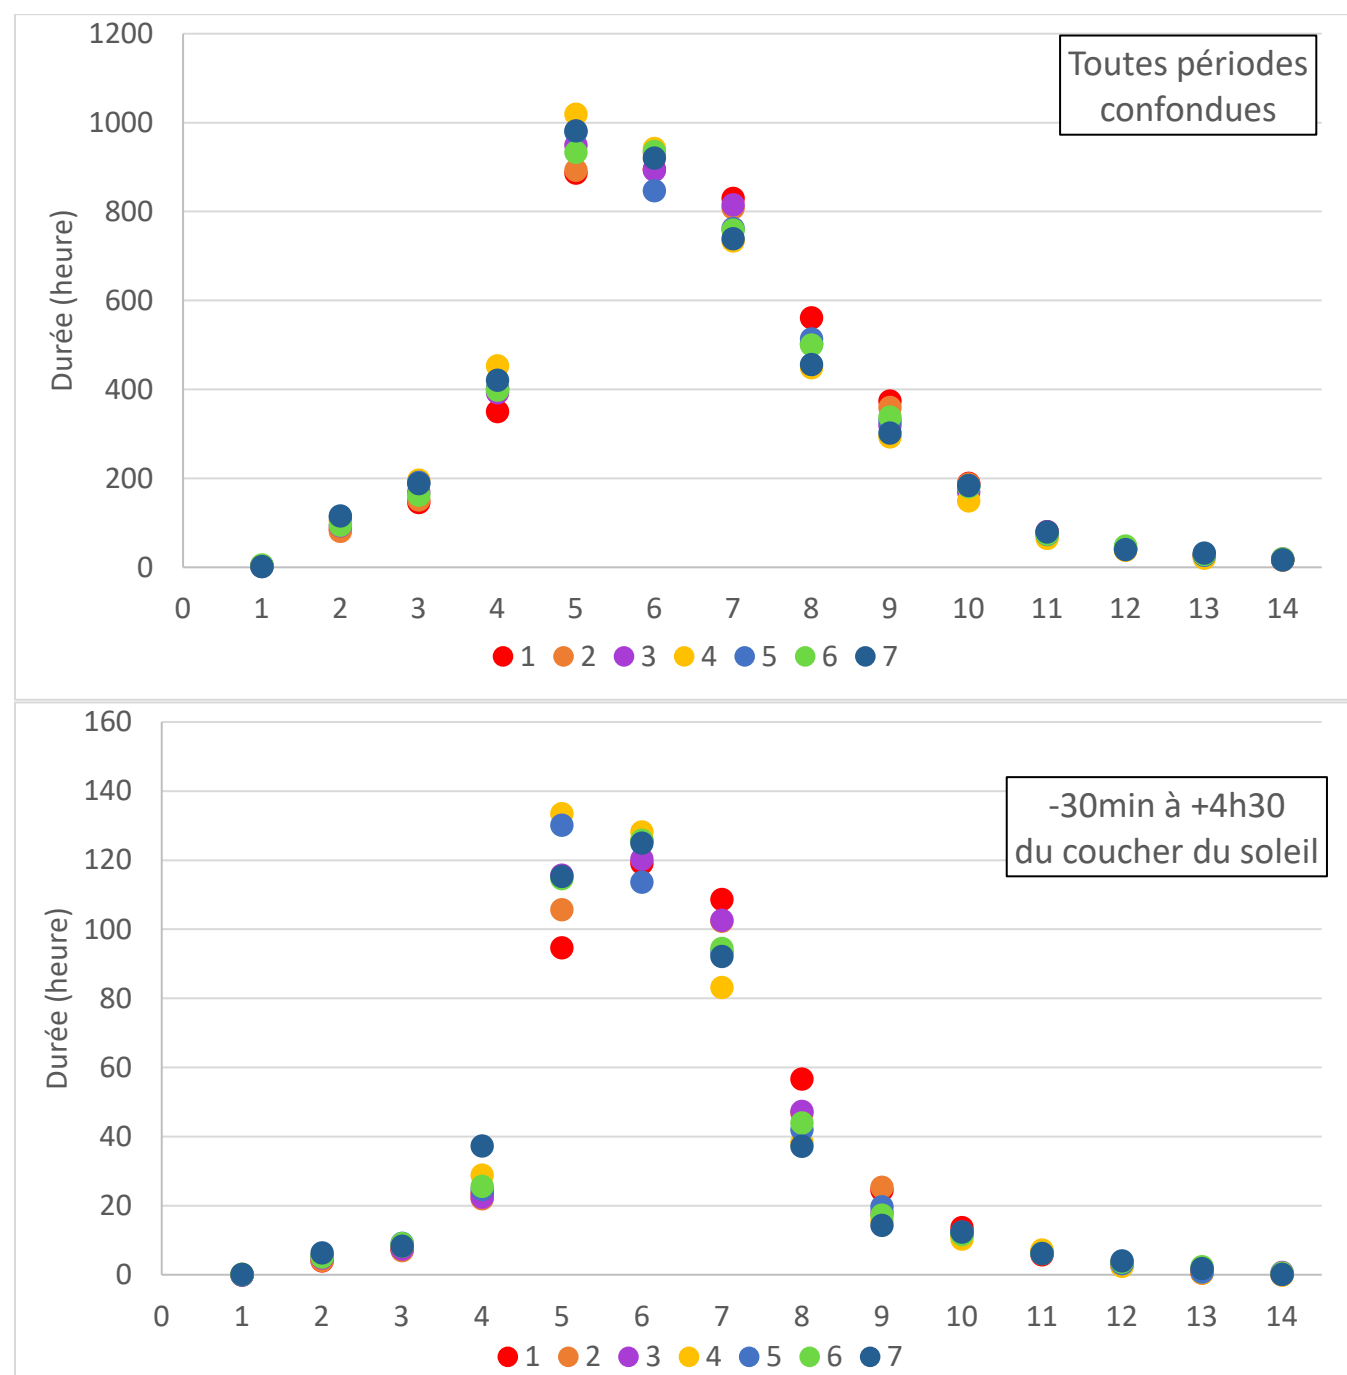 1200
1000
800
600
400
200
0
Durée (heure)
Toutes périodes
confondues
0 1 2 3 4 5 6 7 8 9 10 11 12 13 14
1 2 3 4 5 6 7
160
140
120
100
80
60
40
20
0
Durée (heure)
-30min à +4h30
du coucher du soleil
0 1 2 3 4 5 6 7 8 9 10 11 12 13 14
1 2 3 4 5 6 7